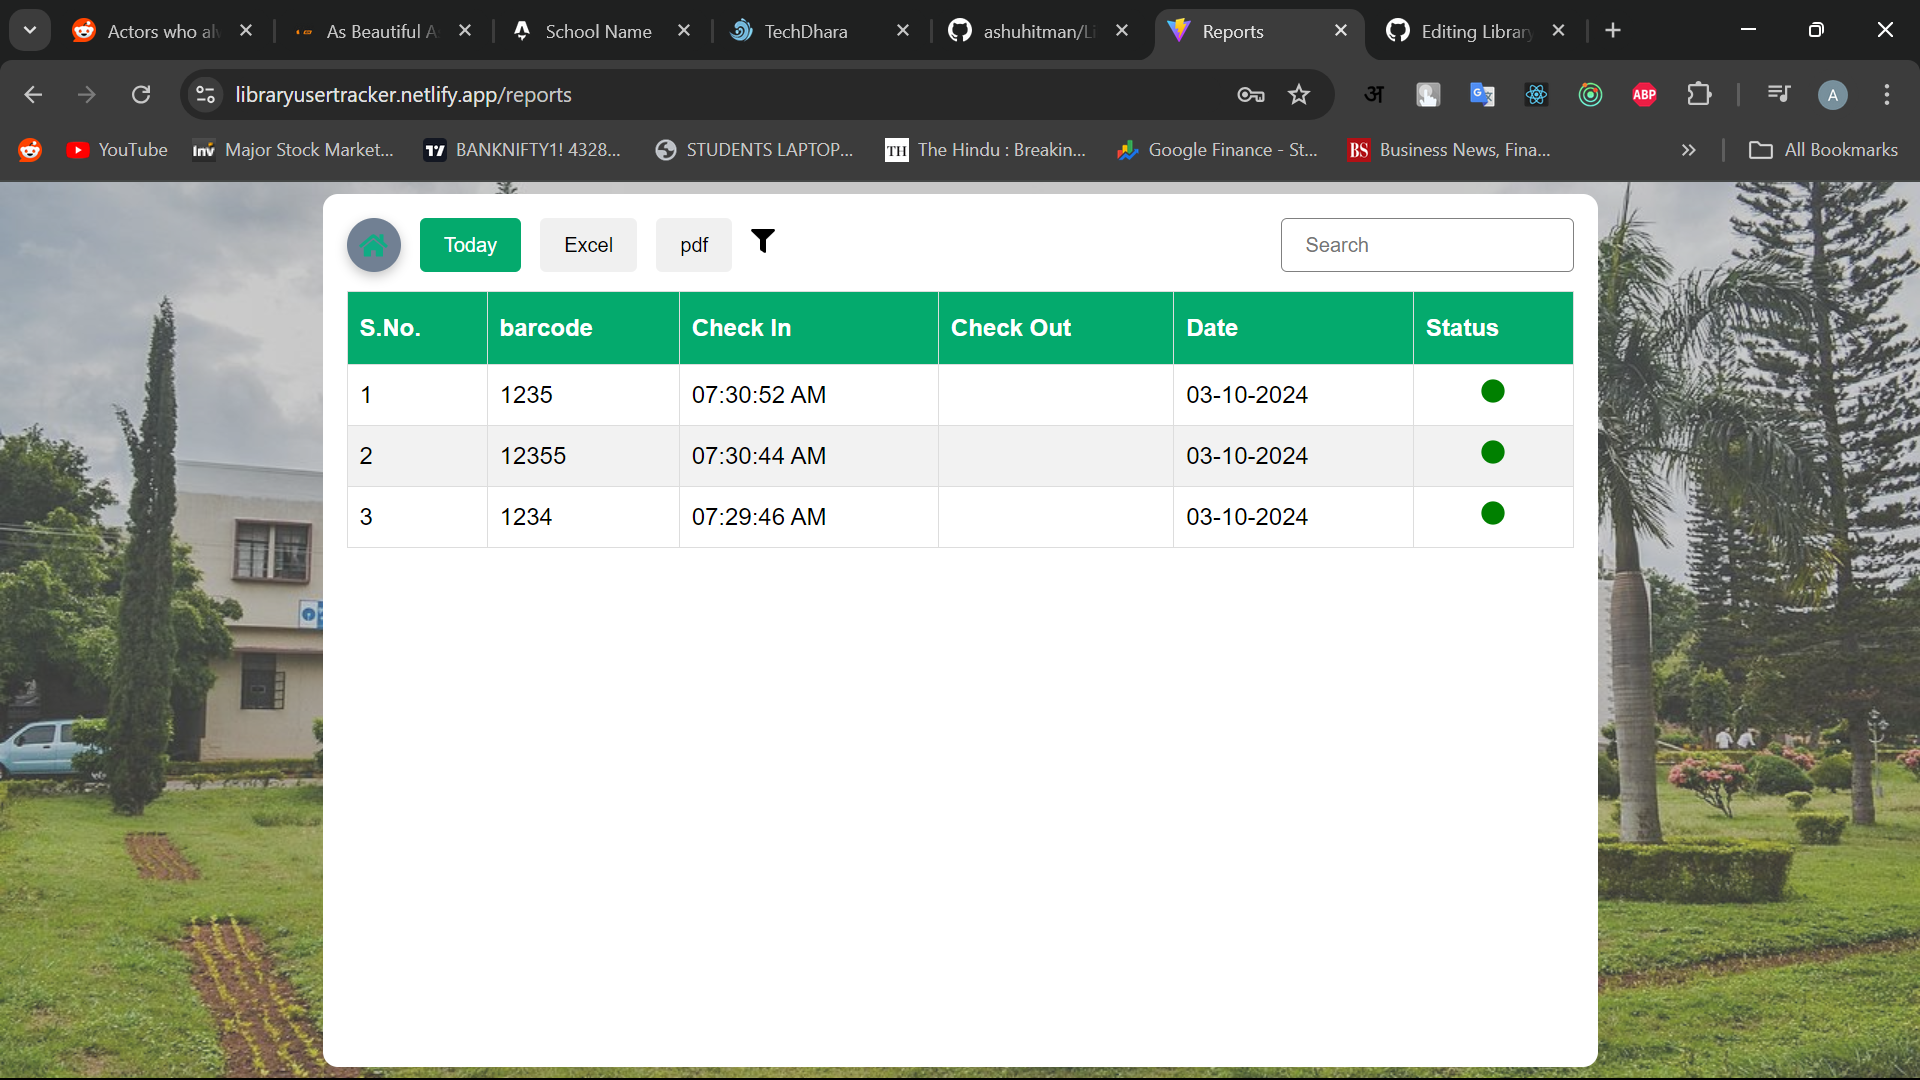 Actors who al
As Beautiful A
School Name
TechDhara
ashuhitman/Li
Reports
Editing Library
libraryusertracker.netlify.app/reports
अ
ABP
A
YouTube
Inv Major Stock Market...
BANKNIFTY1! 4328...
STUDENTS LAPTOP...
TH The Hindu : Breakin...
Google Finance - St...
BS Business News, Fina...
All Bookmarks
Today Excel pdf Search
S.No. barcode Check In Check Out Date Status
1 1235 07:30:52 AM 03-10-2024
2 12355 07:30:44 AM 03-10-2024
3 1234 07:29:46 AM 03-10-2024